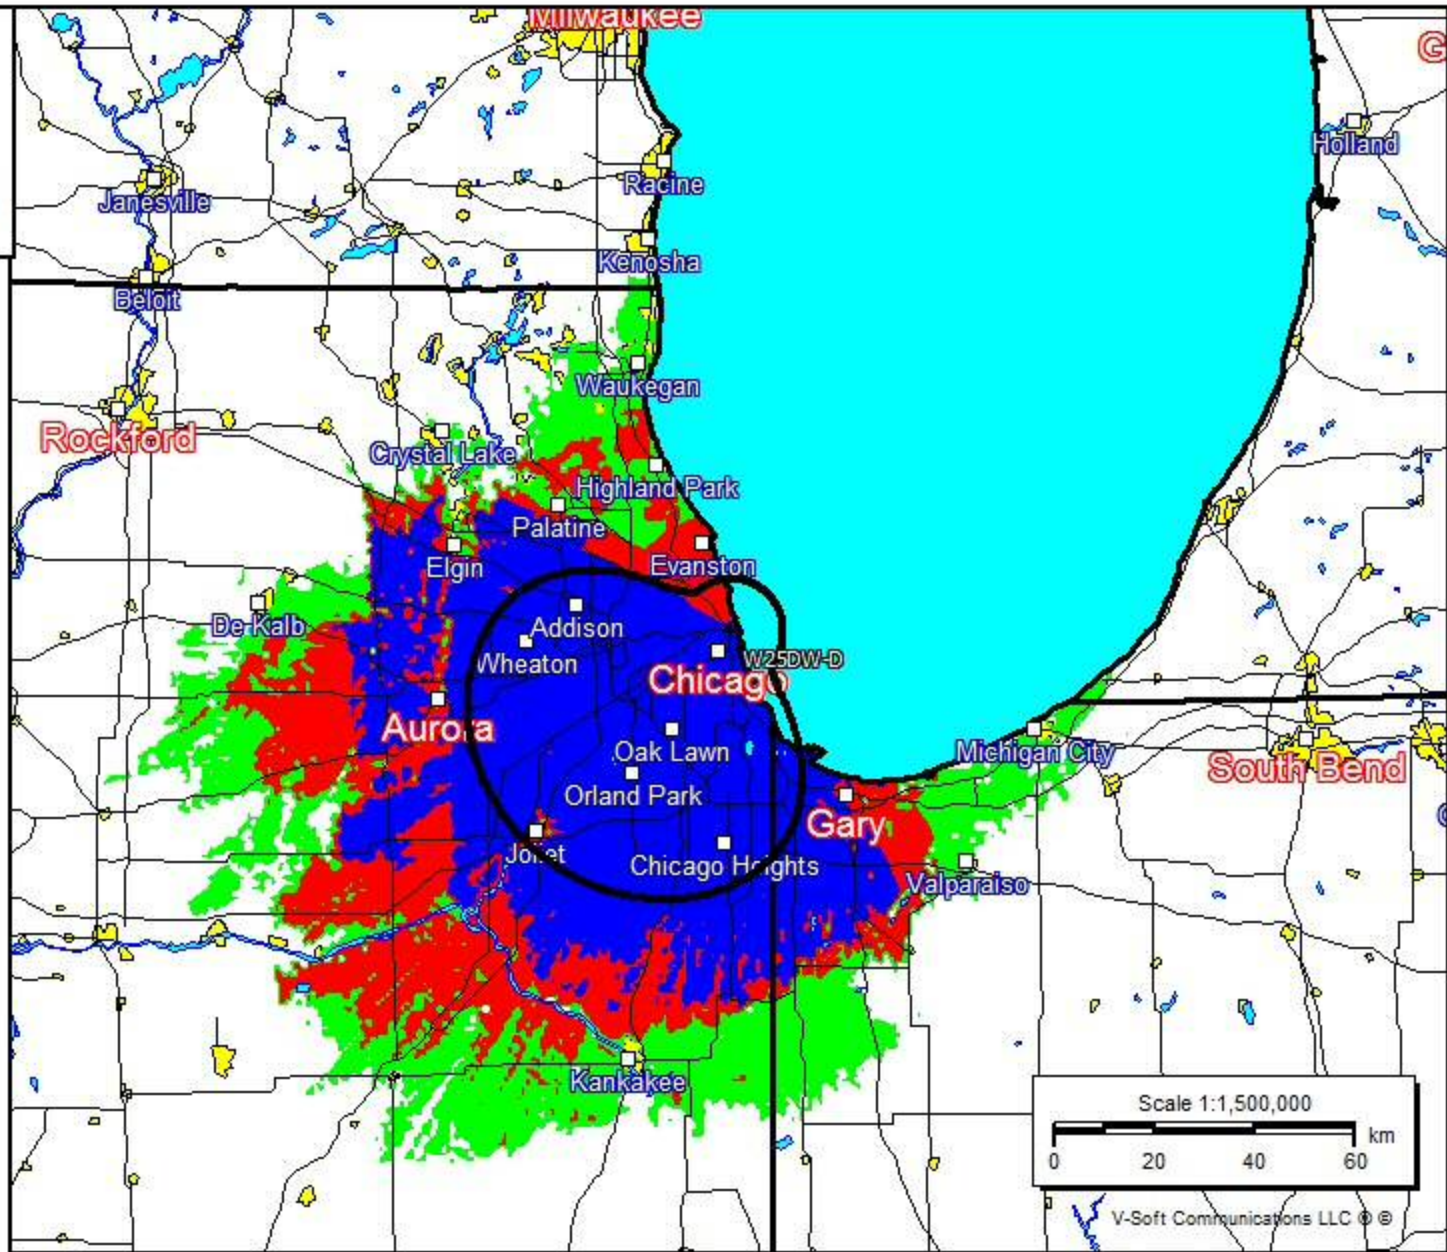 Milwaukee
G
Holland
Racine
Janesville
Kenosha
Beloit
Waukegan
Rockford
Crystal Lake
Highland Park
Palatine
Evanston
Elgin
De Kalb
Addison
Wheaton
W25DW-D
Chicago
Aurora
Oak Lawn
Michigan City
South Bend
Orland Park
Gary
Joliet
Chicago Heights
Valparaiso
Kankakee
Scale 1:1,500,000
km
0 20 40 60
V-Soft Communications LLC ® ©